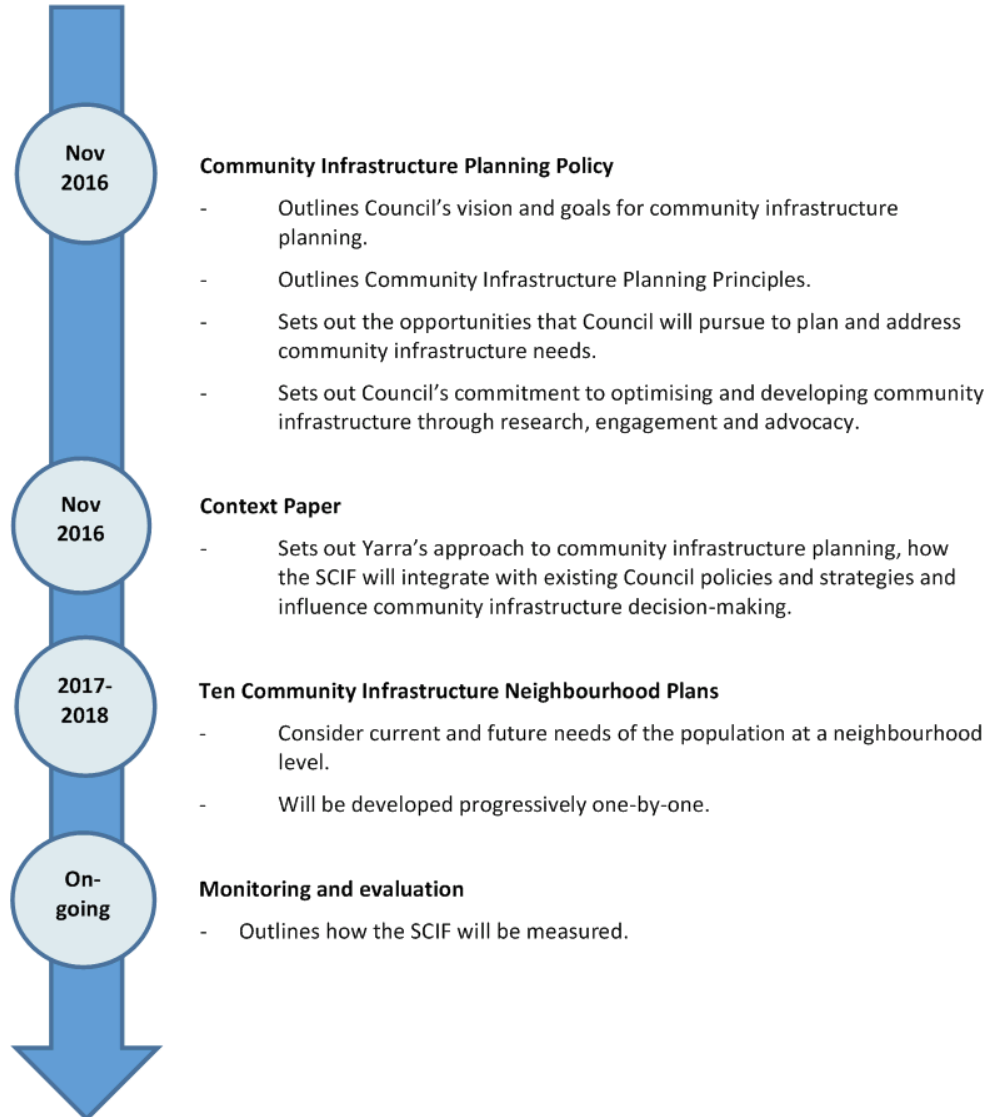 Nov
2016
Community Infrastructure Planning Policy
- Outlines Council’s vision and goals for community infrastructure
planning.
- Outlines Community Infrastructure Planning Principles.
- Sets out the opportunities that Council will pursue to plan and address
community infrastructure needs.
- Sets out Council’s commitment to optimising and developing community
infrastructure through research, engagement and advocacy.
Nov
2016
Context Paper
- Sets out Yarra’s approach to community infrastructure planning, how
the SCIF will integrate with existing Council policies and strategies and
influence community infrastructure decision-making.
2017-
2018
Ten Community Infrastructure Neighbourhood Plans
- Consider current and future needs of the population at a neighbourhood
level.
- Will be developed progressively one-by-one.
On-
going
Monitoring and evaluation
- Outlines how the SCIF will be measured.